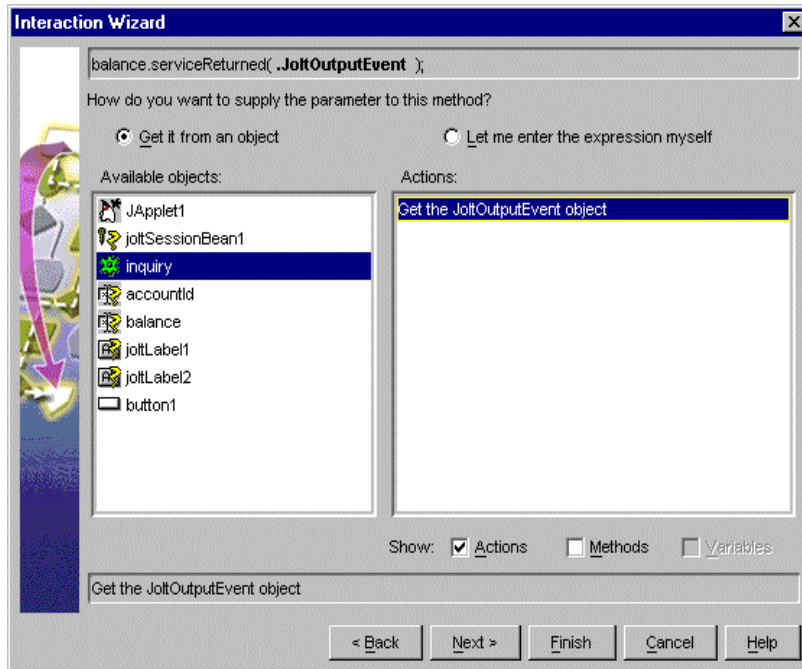 Interaction Wizard
balance.serviceReturned( .JoltOutputEvent );
How do you want to supply the parameter to this method?
Get it from an object
Let me enter the expression myself
Available objects:
JApplet1
joltSessionBean1
inquiry
accountId
balance
joltLabel1
joltLabel2
button1
Actions:
Get the JoltOutputEvent object
Show: Actions Methods Variables
Get the JoltOutputEvent object
< Back Next > Finish Cancel Help